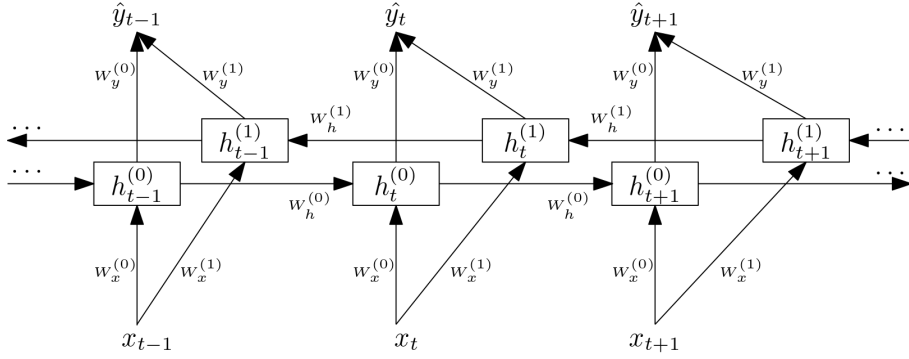 ŷ_{t−1} ŷ_t ŷ_{t+1}
W_y^{(0)} W_y^{(1)} W_y^{(0)} W_y^{(1)} W_y^{(0)} W_y^{(1)}
... W_h^{(1)} W_h^{(1)} ...
h_{t−1}^{(1)} h_t^{(1)} h_{t+1}^{(1)}
... h_{t−1}^{(0)} h_t^{(0)} h_{t+1}^{(0)} ...
W_h^{(0)} W_h^{(0)}
W_x^{(0)} W_x^{(1)} W_x^{(0)} W_x^{(1)} W_x^{(0)} W_x^{(1)}
x_{t−1} x_t x_{t+1}